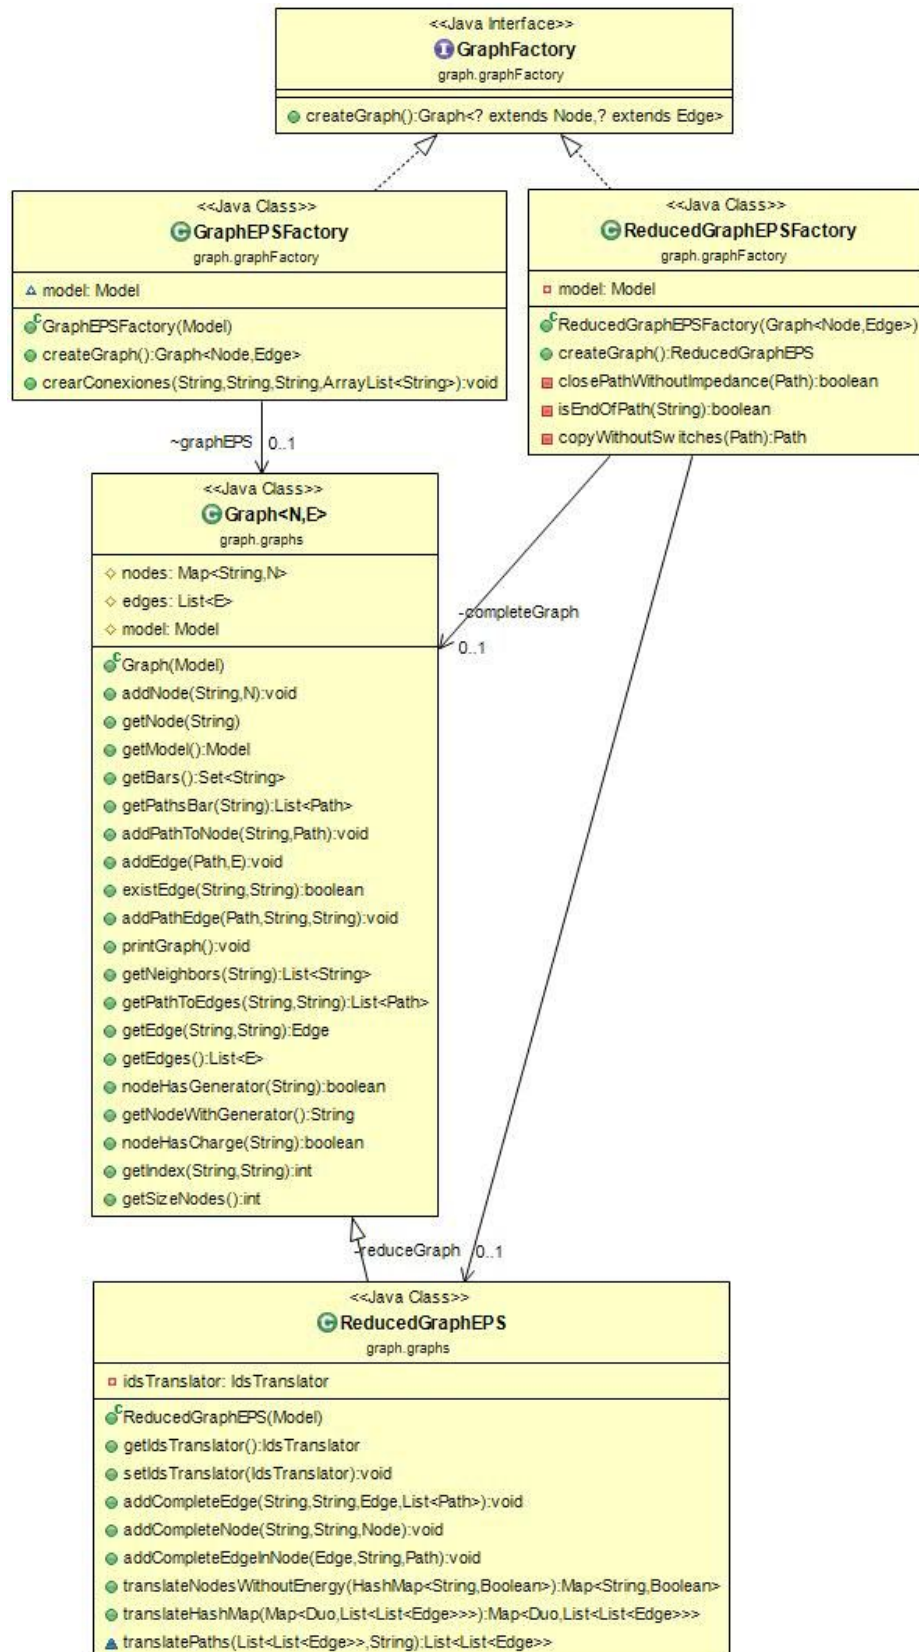 <<Java Interface>>
GraphFactory
graph.graphFactory
createGraph():Graph<? extends Node,? extends Edge>
<<Java Class>>
GraphEPSFactory
graph.graphFactory
model: Model
GraphEPSFactory(Model)
createGraph():Graph<Node,Edge>
crearConexiones(String,String,String,ArrayList<String>):void
<<Java Class>>
ReducedGraphEPSFactory
graph.graphFactory
model: Model
ReducedGraphEPSFactory(Graph<Node,Edge>)
createGraph():ReducedGraphEPS
closePathWithoutImpedance(Path):boolean
isEndOfPath(String):boolean
copyWithoutSwitches(Path):Path
~graphEPS 0..1
<<Java Class>>
Graph<N,E>
graph.graphs
nodes: Map<String,N>
edges: List<E>
model: Model
Graph(Model)
addNode(String,N):void
getNode(String)
getModel():Model
getBars():Set<String>
getPathsBar(String):List<Path>
addPathToNode(String,Path):void
addEdge(Path,E):void
existEdge(String,String):boolean
addPathEdge(Path,String,String):void
printGraph():void
getNeighbors(String):List<String>
getPathToEdges(String,String):List<Path>
getEdge(String,String):Edge
getEdges():List<E>
nodeHasGenerator(String):boolean
getNodeWithGenerator():String
nodeHasCharge(String):boolean
getIndex(String,String):int
getSizeNodes():int
-completeGraph
0..1
-reduceGraph 0..1
<<Java Class>>
ReducedGraphEPS
graph.graphs
idsTranslator: IdsTranslator
ReducedGraphEPS(Model)
getIdsTranslator():IdsTranslator
setIdsTranslator(IdsTranslator):void
addCompleteEdge(String,String,Edge,List<Path>):void
addCompleteNode(String,String,Node):void
addCompleteEdgeInNode(Edge,String,Path):void
translateNodesWithoutEnergy(HashMap<String,Boolean>):Map<String,Boolean>
translateHashMap(Map<Duo,List<List<Edge>>>):Map<Duo,List<List<Edge>>>
translatePaths(List<List<Edge>>,String):List<List<Edge>>